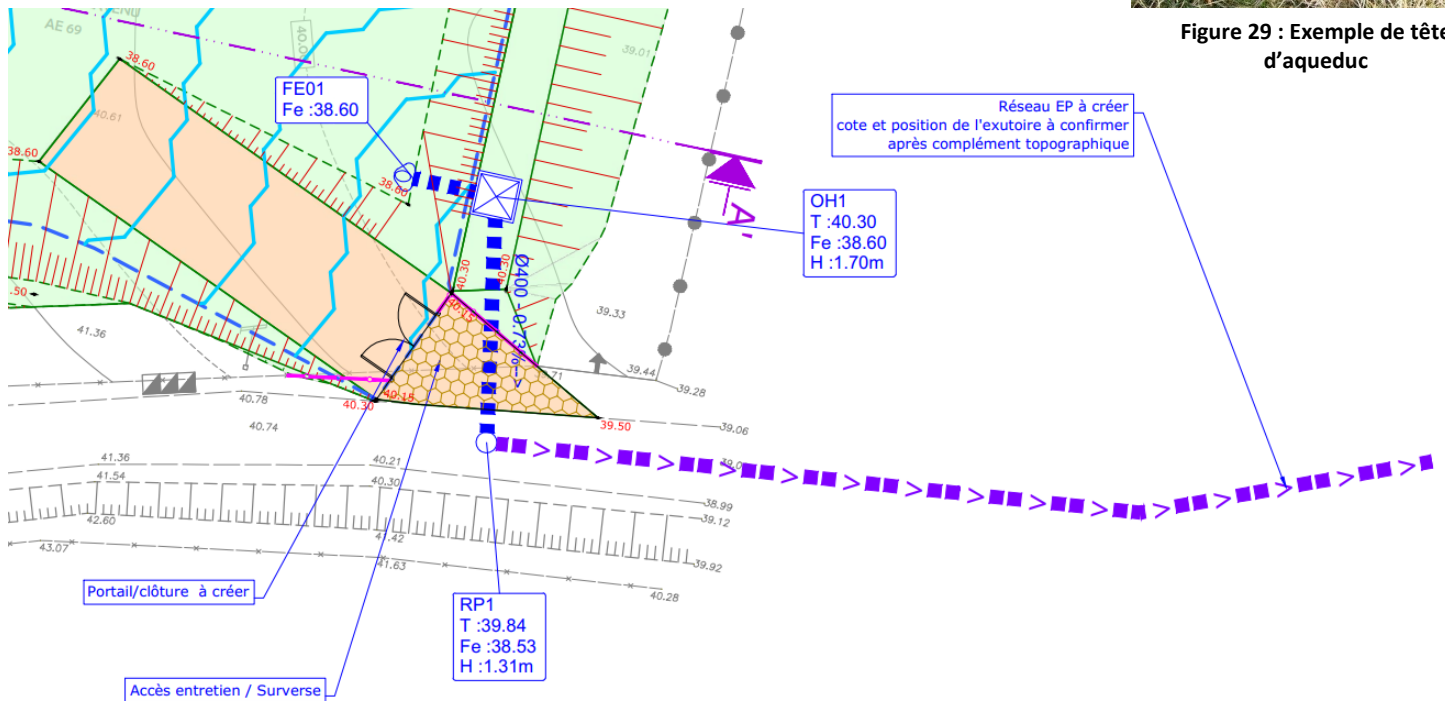 AE 69
40.61
38.60
38.60
38.60
FE01
Fe :38.60
39.01
Figure 29 : Exemple de tête
d’aqueduc
Réseau EP à créer
cote et position de l'exutoire à confirmer
après complément topographique
A'
OH1
T :40.30
Fe :38.60
H :1.70m
40.30
40.30
40.15
Ø400 - 0.73% -->
39.33
.50
41.36
.71
39.44
39.28
40.78
40.30
40.15
39.50
40.74
39.06
41.36
40.21
41.54
40.30
38.99
39.12
42.60
41.42
43.07
41.63
39.92
40.28
Portail/clôture à créer
RP1
T :39.84
Fe :38.53
H :1.31m
Accès entretien / Surverse